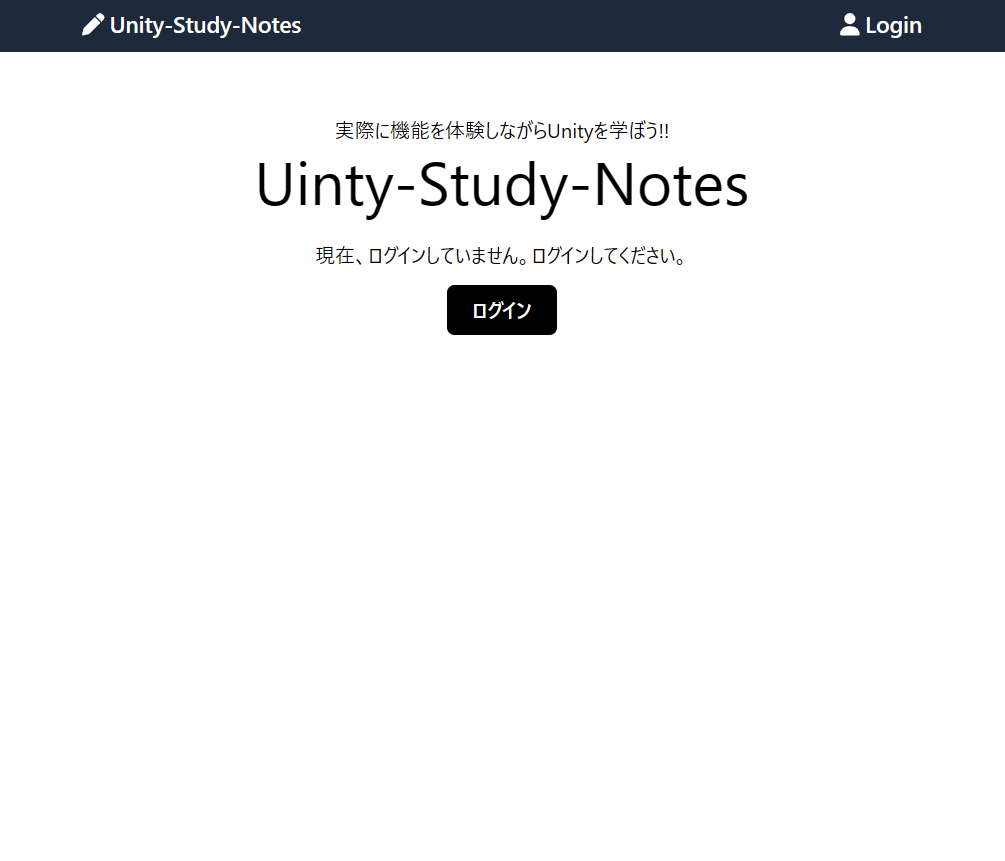 Unity-Study-Notes
Login
実際に機能を体験しながらUnityを学ぼう!!
Uinty-Study-Notes
現在、ログインしていません。ログインしてください。
ログイン